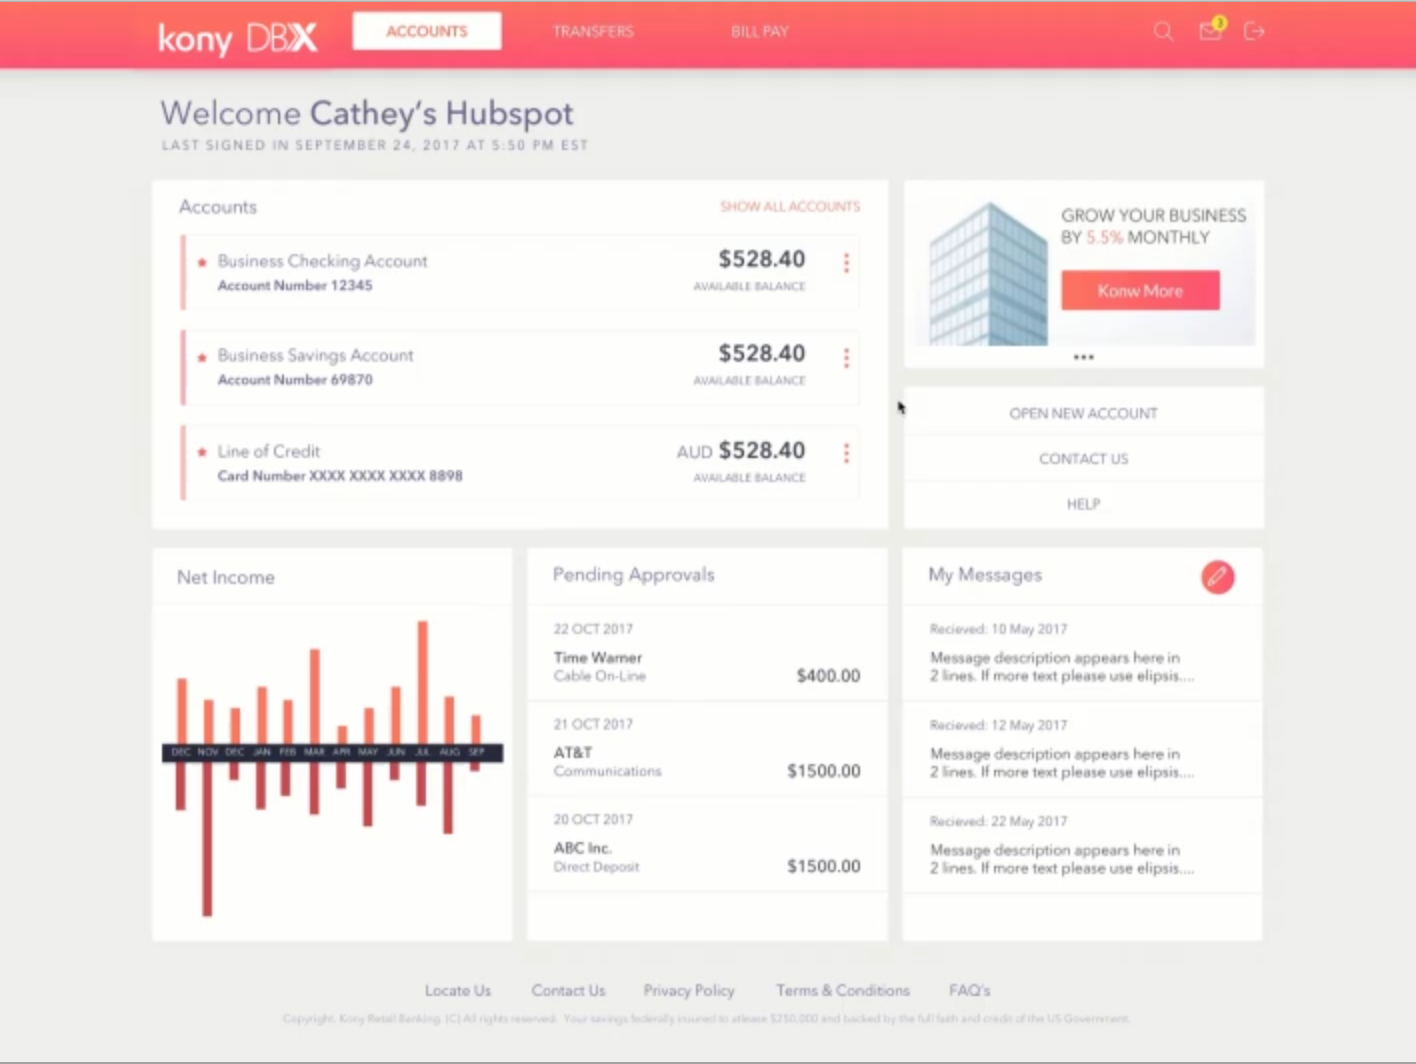 kony DBX
ACCOUNTS
TRANSFERS
BILL PAY
3
Welcome Cathey's Hubspot
LAST SIGNED IN SEPTEMBER 24, 2017 AT 5:50 PM EST
Accounts
SHOW ALL ACCOUNTS
Business Checking Account
Account Number 12345
$528.40
AVAILABLE BALANCE
Business Savings Account
Account Number 69870
$528.40
AVAILABLE BALANCE
Line of Credit
Card Number XXXX XXXX XXXX 8898
AUD $528.40
AVAILABLE BALANCE
GROW YOUR BUSINESS
BY 5.5% MONTHLY
Konw More
OPEN NEW ACCOUNT
CONTACT US
HELP
Net Income
DEC NOV DEC JAN FEB MAR APR MAY JUN JUL AUG SEP
Pending Approvals
22 OCT 2017
Time Warner
Cable On-Line
$400.00
21 OCT 2017
AT&T
Communications
$1500.00
20 OCT 2017
ABC Inc.
Direct Deposit
$1500.00
My Messages
Recieved: 10 May 2017
Message description appears here in
2 lines. If more text please use elipsis....
Recieved: 12 May 2017
Message description appears here in
2 lines. If more text please use elipsis....
Recieved: 22 May 2017
Message description appears here in
2 lines. If more text please use elipsis....
Locate Us
Contact Us
Privacy Policy
Terms & Conditions
FAQ's
Copyright. Kony Retail Banking. (C) All rights reserved. Your savings federally insured to atlease $250,000 and backed by the full faith and credit of the US Government.